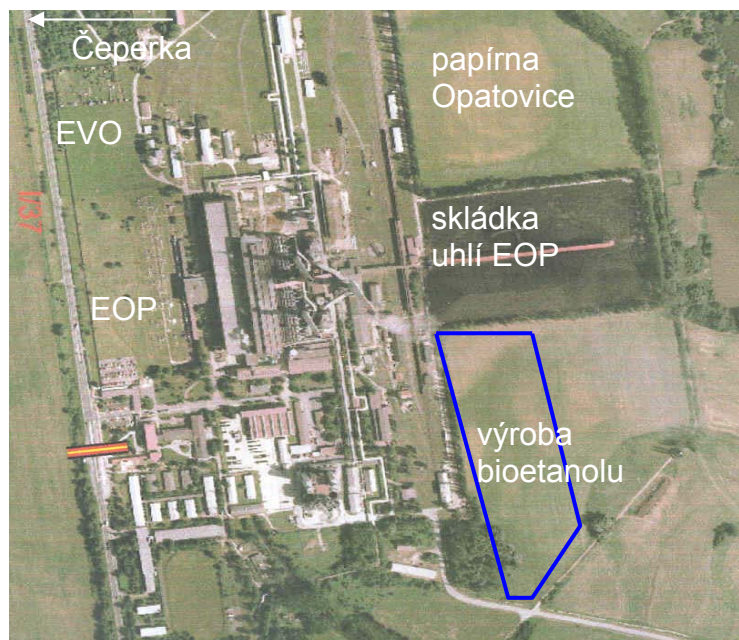 Čeperka
papírna
Opatovice
EVO
I/37
skládka
uhlí EOP
EOP
výroba
bioetanolu